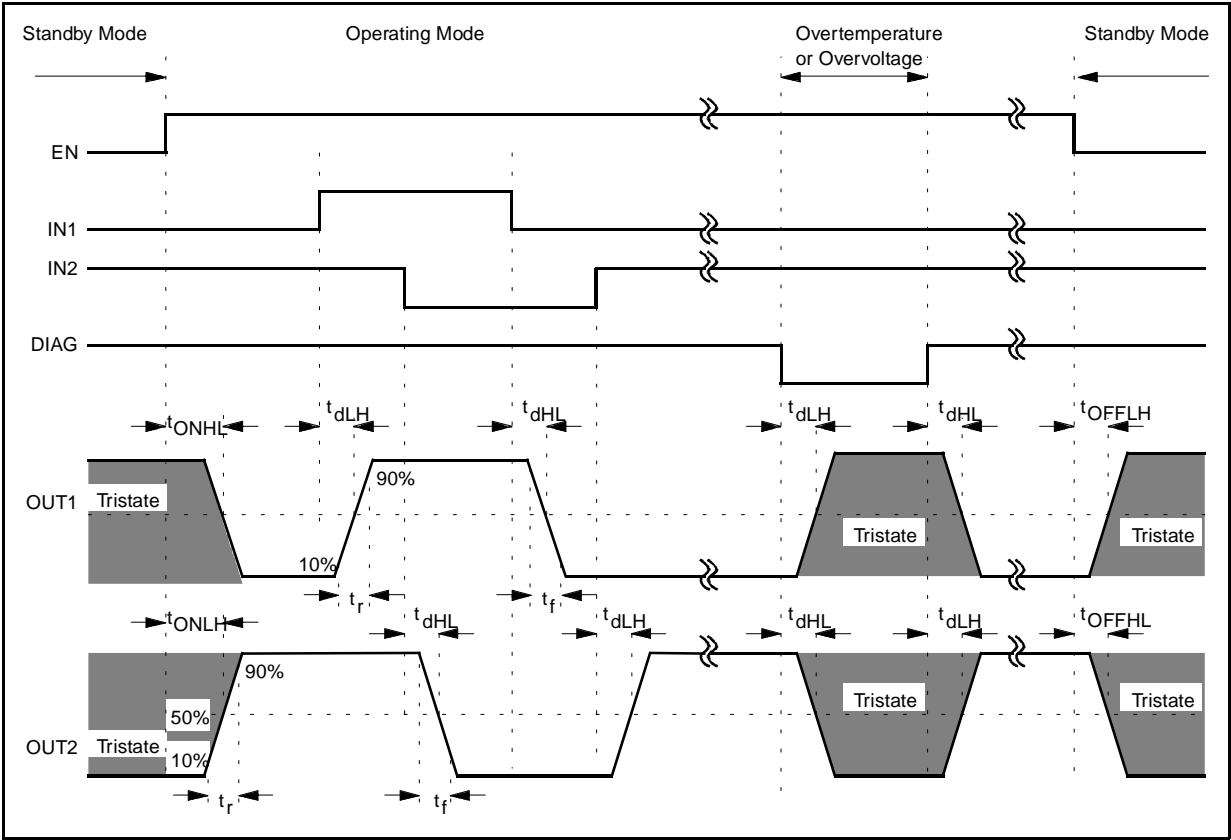 Standby Mode
Operating Mode
Overtemperature
or Overvoltage
Standby Mode
EN
IN1
IN2
DIAG
tONHL
tdLH
tdHL
tdLH
tdHL
tOFFLH
OUT1
Tristate
90%
10%
Tristate
Tristate
tr
tf
tONLH
tdHL
tdLH
tdHL
tdLH
tOFFHL
OUT2
Tristate
90%
50%
10%
Tristate
Tristate
tr
tf